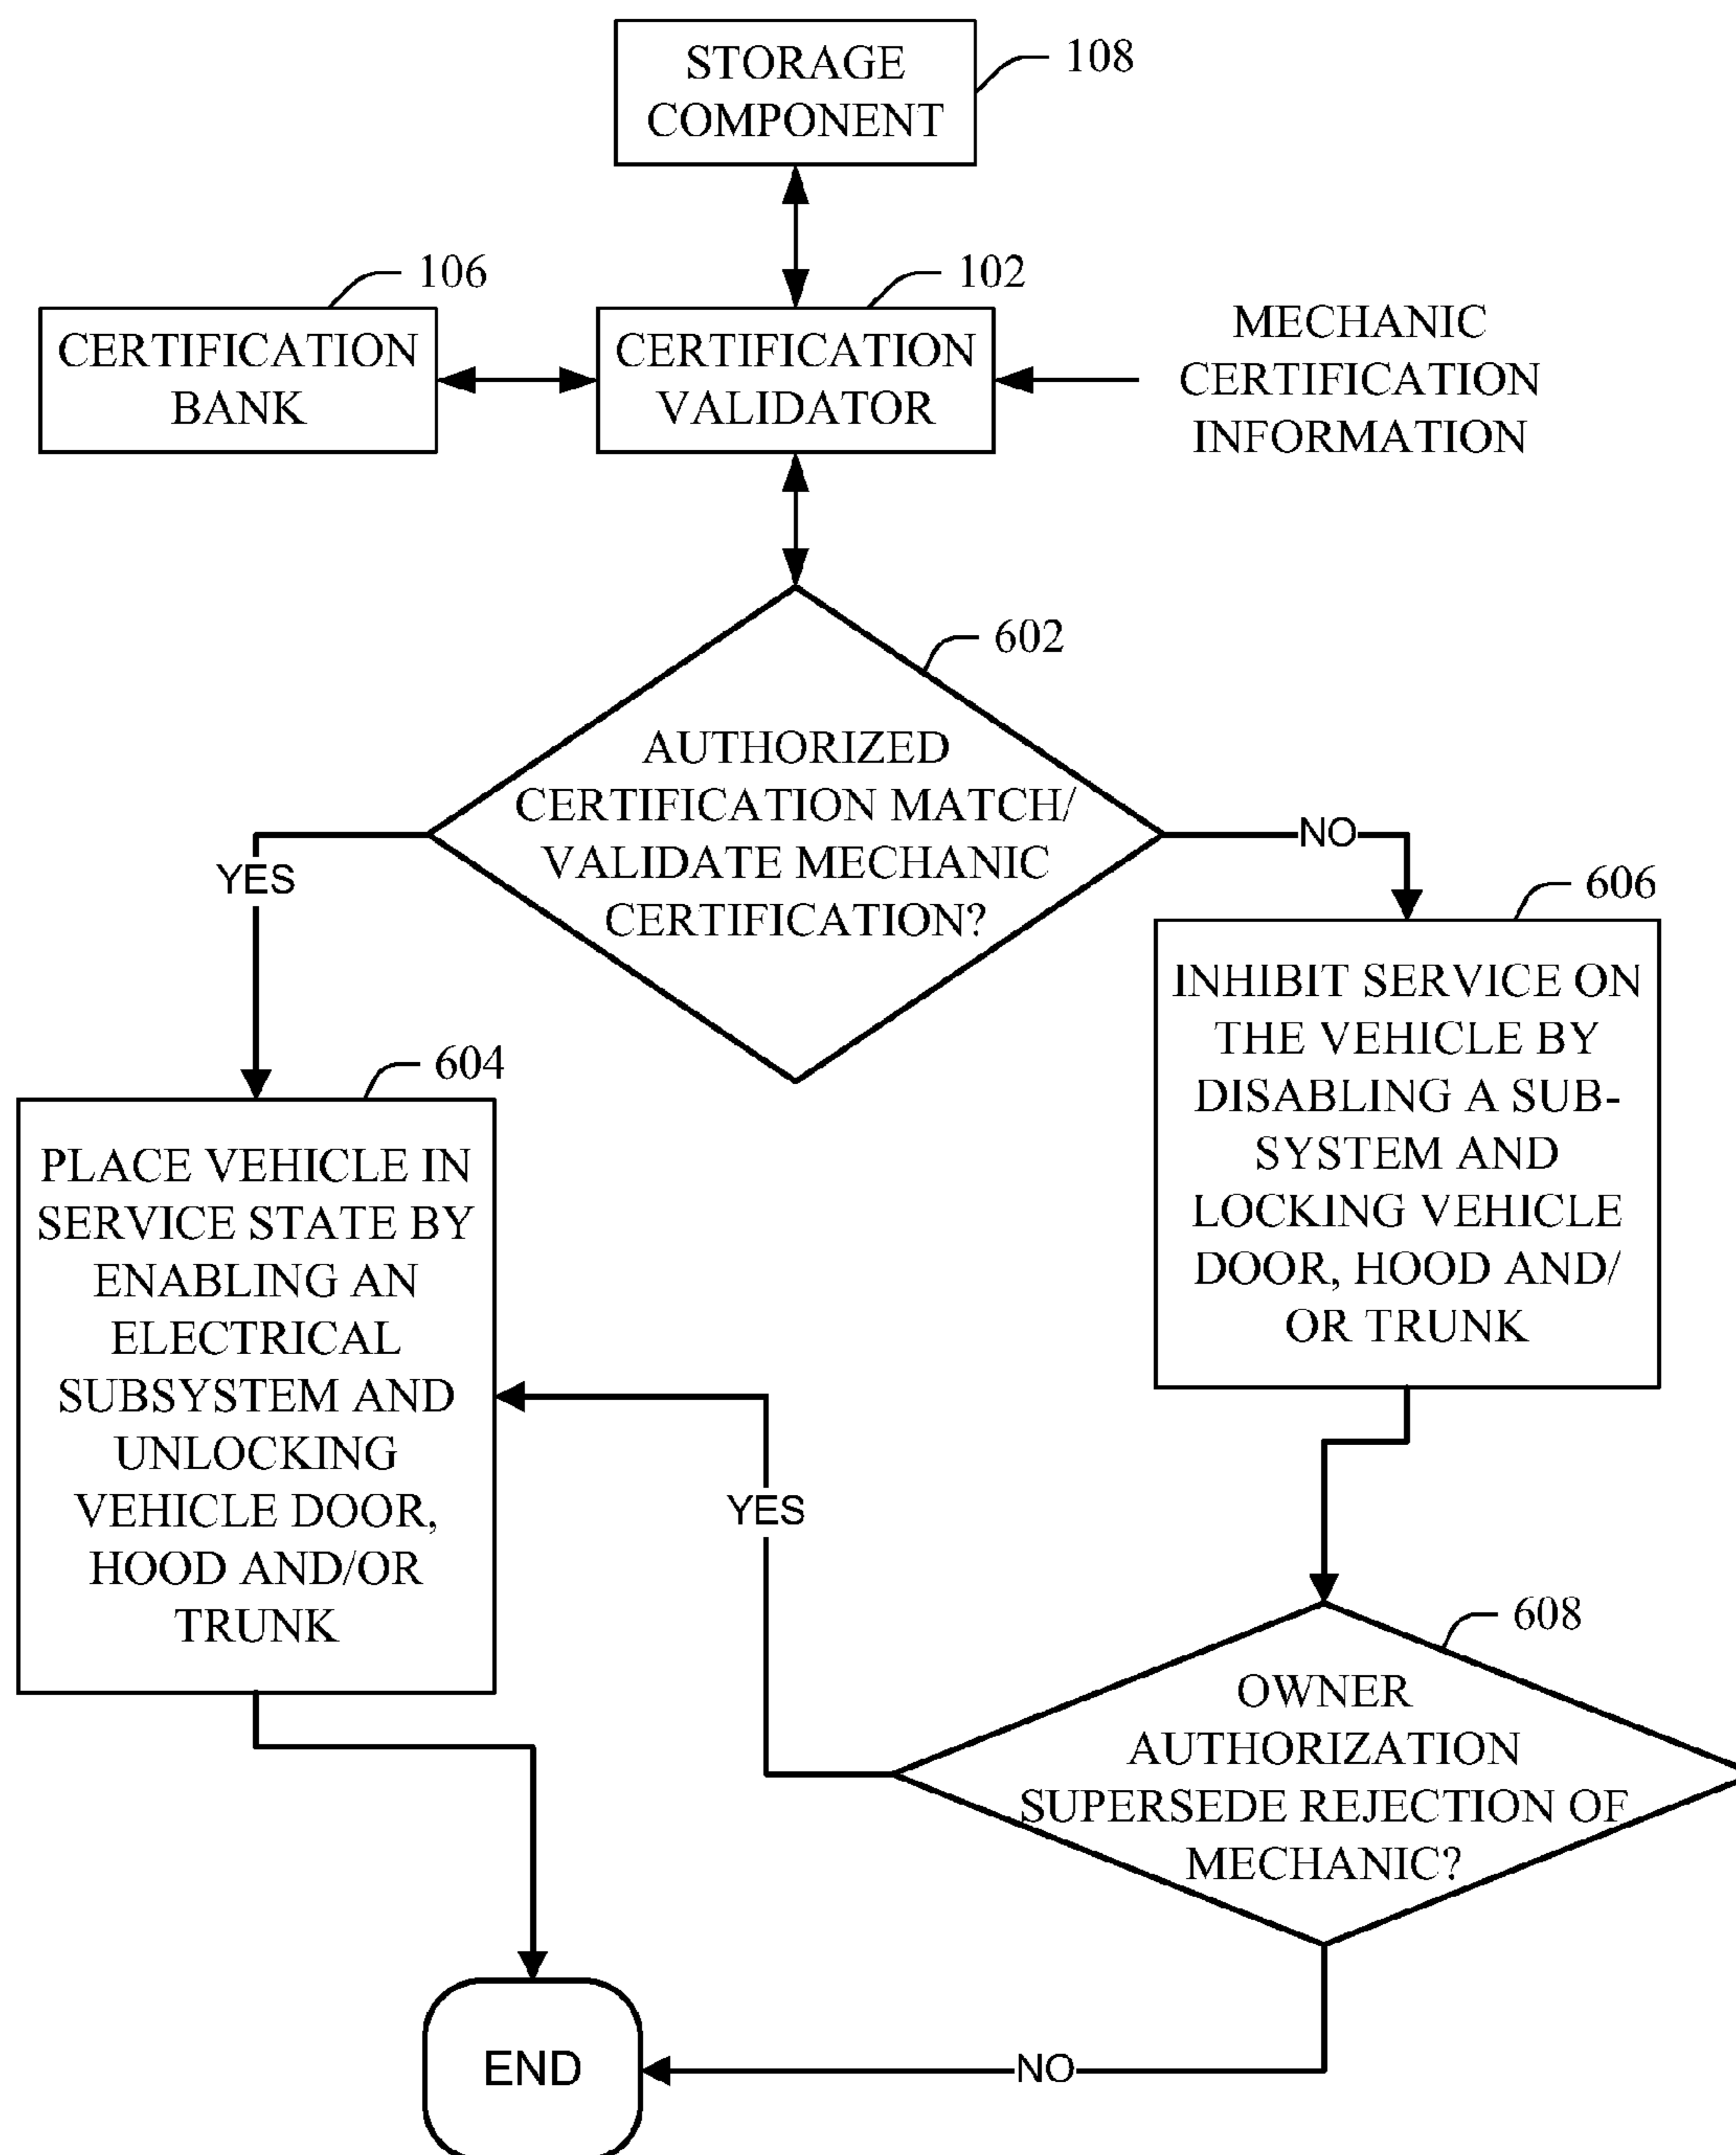 STORAGE
COMPONENT
108
106
102
CERTIFICATION
BANK
CERTIFICATION
VALIDATOR
MECHANIC
CERTIFICATION
INFORMATION
602
AUTHORIZED
CERTIFICATION MATCH/
VALIDATE MECHANIC
CERTIFICATION?
YES
NO
606
INHIBIT SERVICE ON
THE VEHICLE BY
DISABLING A SUB-
SYSTEM AND
LOCKING VEHICLE
DOOR, HOOD AND/
OR TRUNK
604
PLACE VEHICLE IN
SERVICE STATE BY
ENABLING AN
ELECTRICAL
SUBSYSTEM AND
UNLOCKING
VEHICLE DOOR,
HOOD AND/OR
TRUNK
YES
608
OWNER
AUTHORIZATION
SUPERSEDE REJECTION OF
MECHANIC?
NO
END